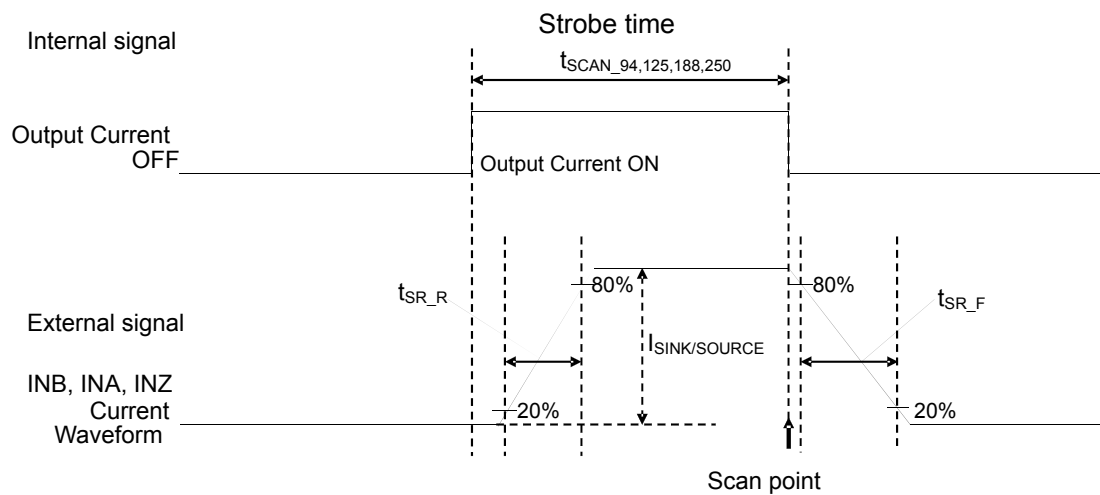 Strobe time
Internal signal
tSCAN_94,125,188,250
Output Current
OFF
Output Current ON
80%
80%
tSR_R
tSR_F
External signal
ISINK/SOURCE
INB, INA, INZ
Current
Waveform
20%
20%
Scan point